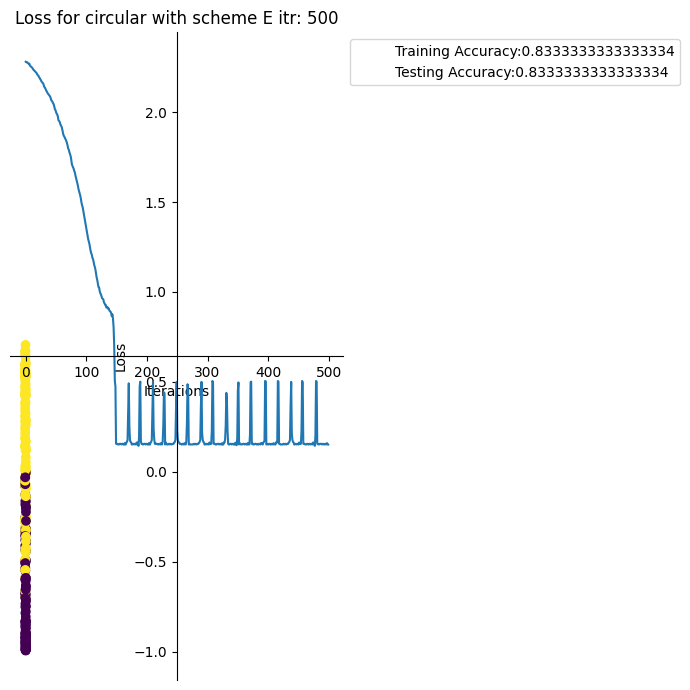 Loss for circular with scheme E itr: 500
Training Accuracy:0.8333333333333334
Testing Accuracy:0.8333333333333334
2.0
1.5
1.0
Loss
0 100 200 300 400 500
0.5
Iterations
0.0
−0.5
−1.0